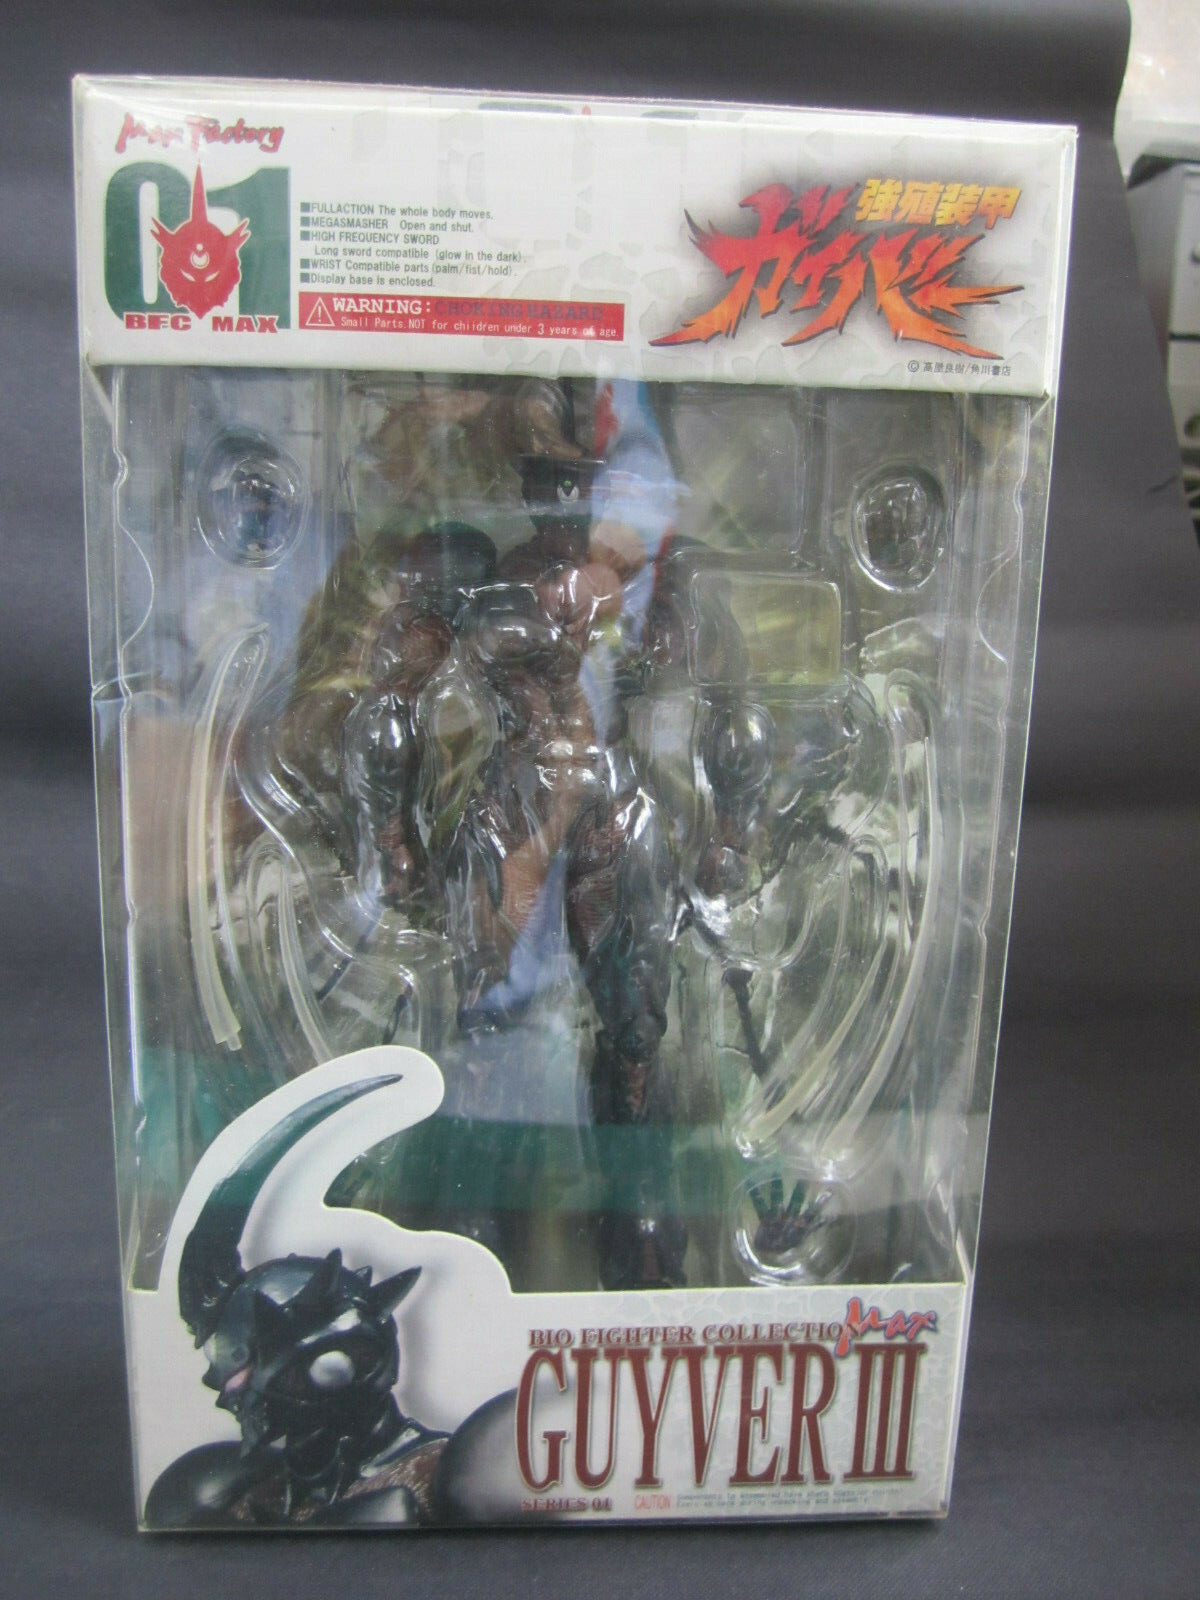 Max Factory
01
BFC MAX
■FULLACTION The whole body moves.
■MEGASMASHER Open and shut.
■HIGH FREQUENCY SWORD
Long sword compatible (glow in the dark).
■WRIST Compatible parts (palm/fist/hold).
■Display base is enclosed.
WARNING: CHOKING HAZARD
Small Parts. NOT for children under 3 years of age.
強殖装甲
ガイバー
© 高屋良樹/角川書店
BIO FIGHTER COLLECTION Max
GUYVER III
SERIES 01
CAUTION